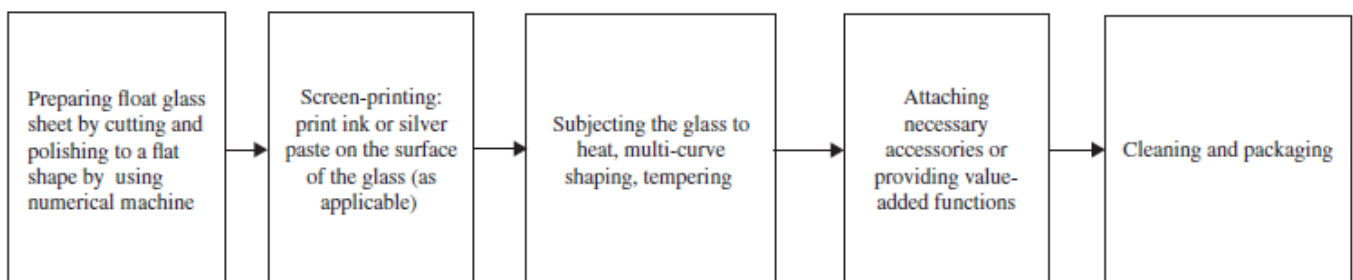 Preparing float glass
sheet by cutting and
polishing to a flat
shape by using
numerical machine
Screen-printing:
print ink or silver
paste on the surface
of the glass (as
applicable)
Subjecting the glass to
heat, multi-curve
shaping, tempering
Attaching
necessary
accessories or
providing value-
added functions
Cleaning and packaging